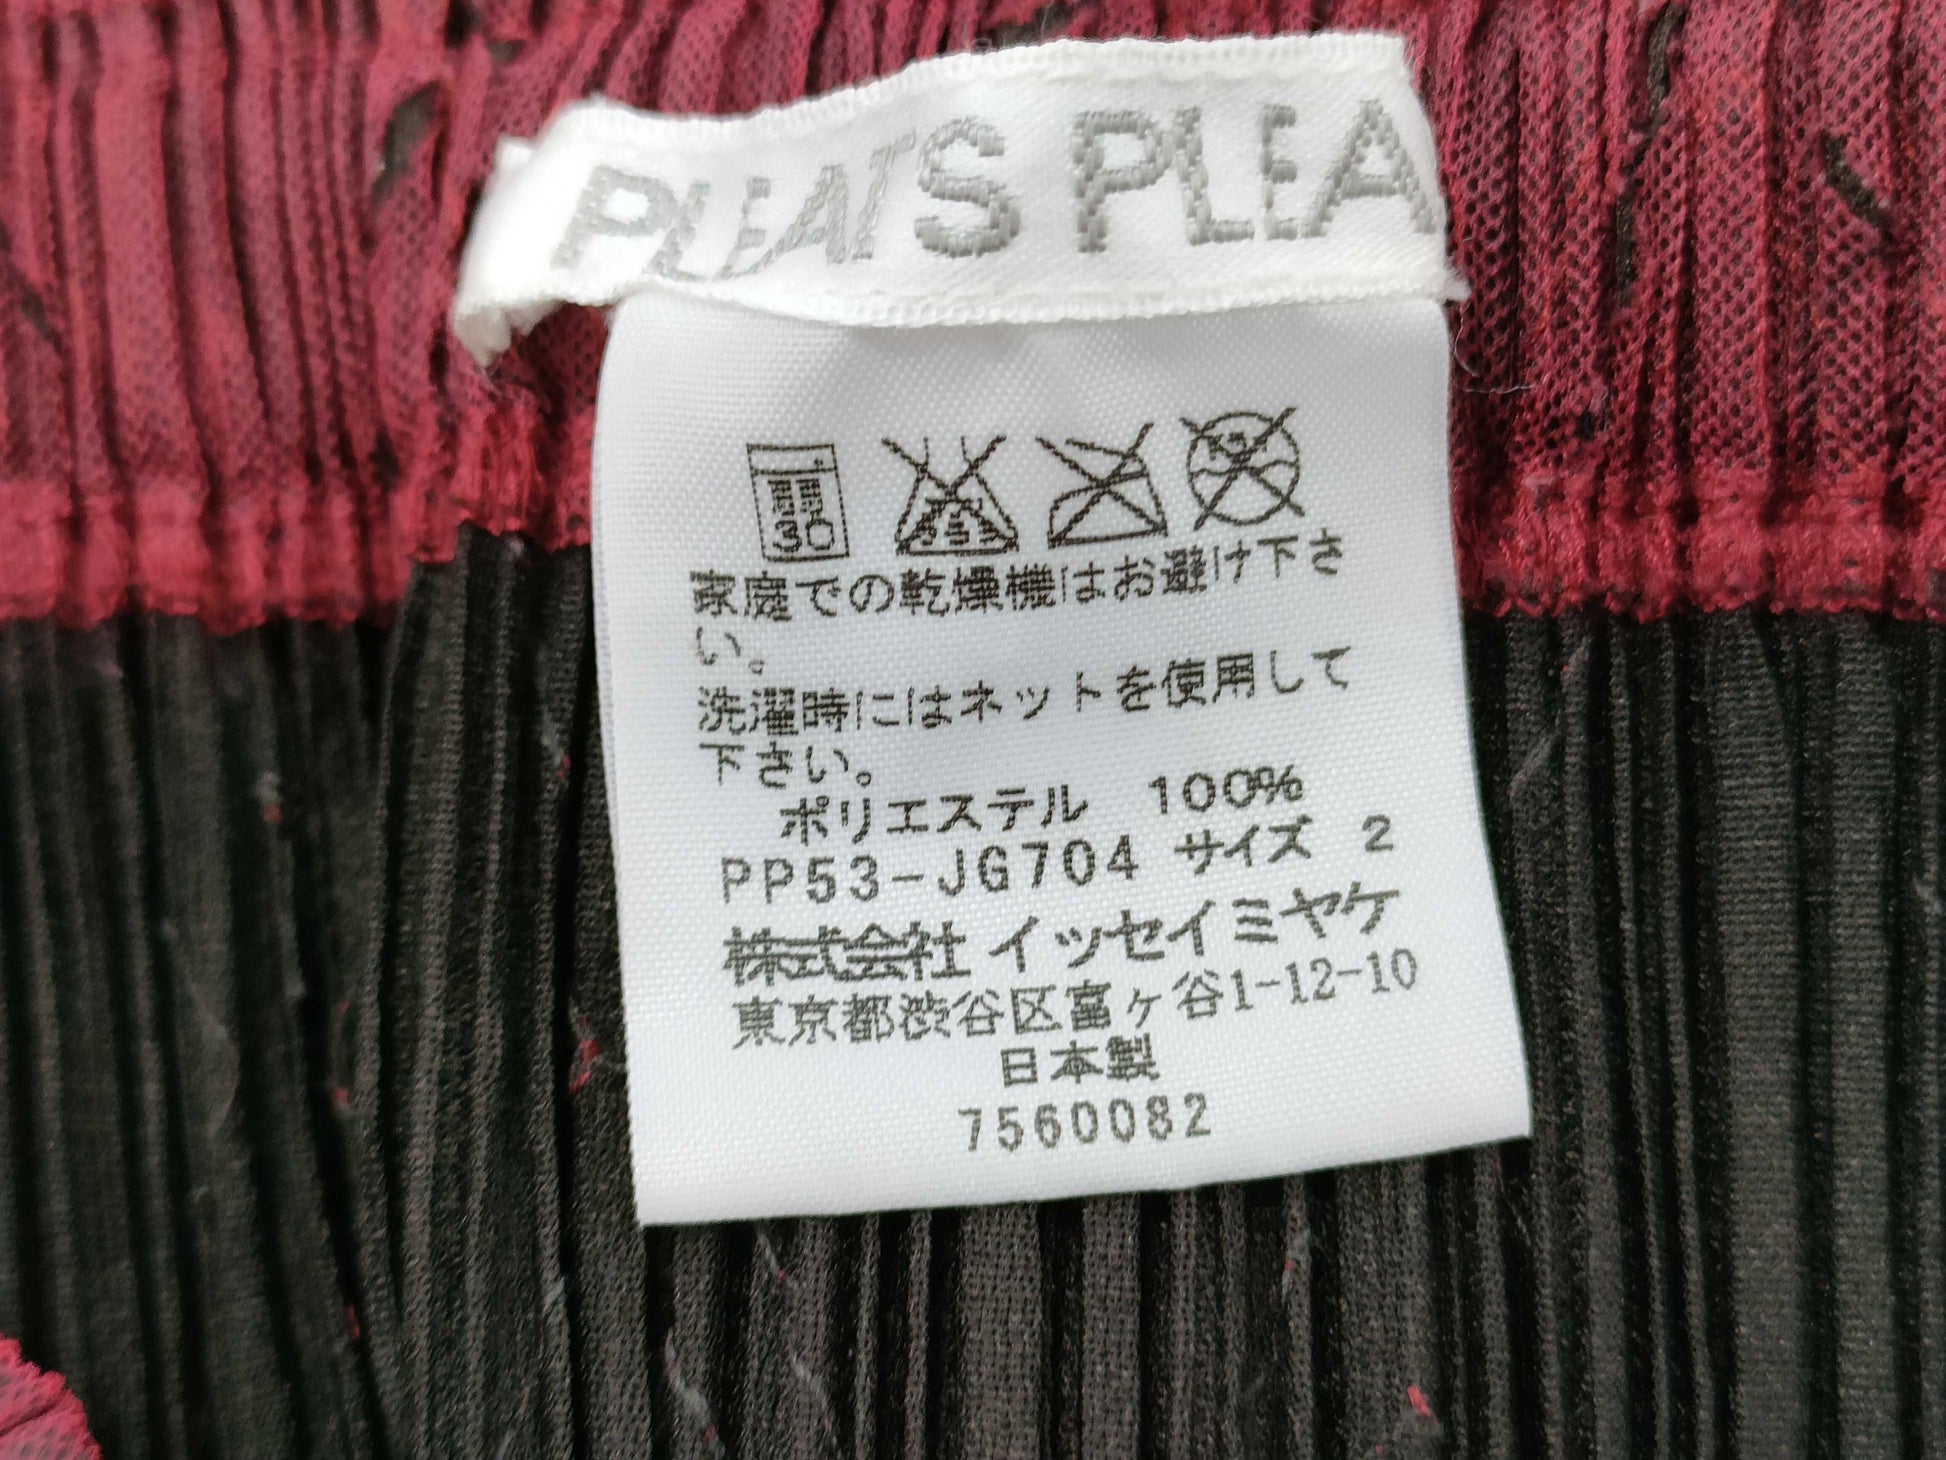 PLEATS PLEA
30
家庭での乾燥機はお避け下さ
い。
洗濯時にはネットを使用して
下さい。
ポリエステル 100%
PP53-JG704 サイズ 2
株式会社 イッセイミヤケ
東京都渋谷区富ヶ谷1-12-10
日本製
7560082